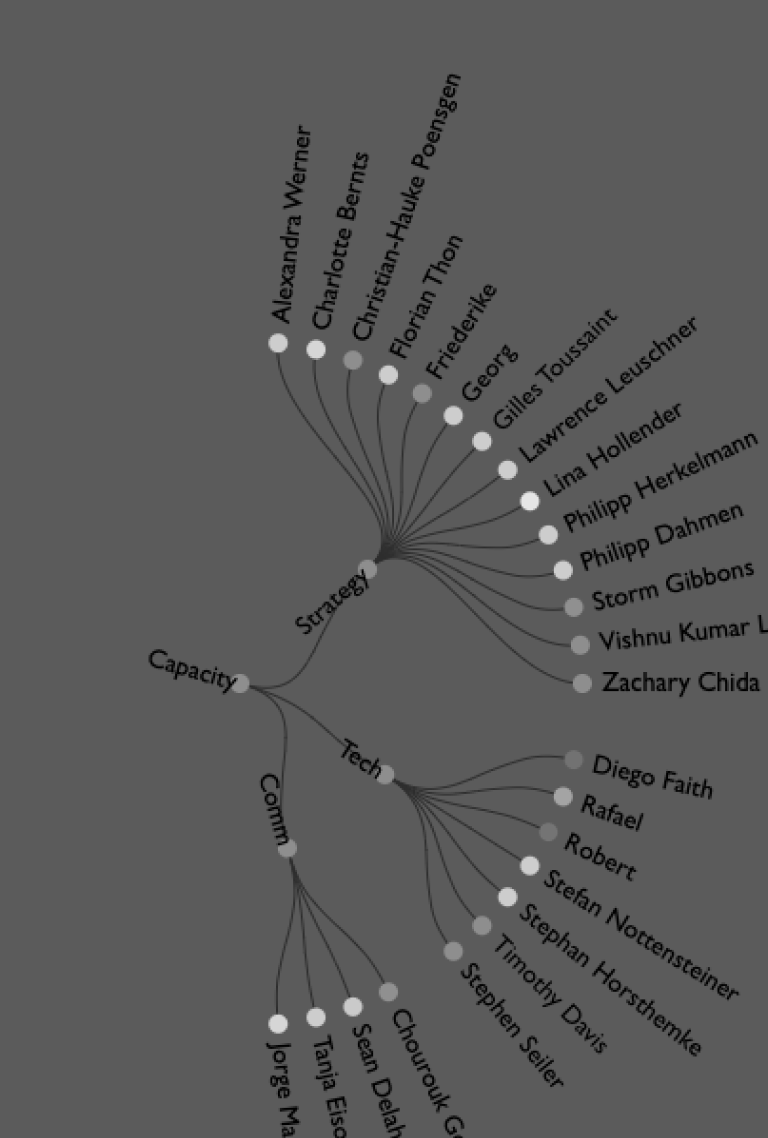 Alexandra Werner
Charlotte Bernts
Christian-Hauke Poensgen
Florian Thon
Friederike
Georg
Gilles Toussaint
Lawrence Leuschner
Lina Hollender
Philipp Herkelmann
Philipp Dahmen
Storm Gibbons
Vishnu Kumar L
Zachary Chida
Strategy
Capacity
Tech
Diego Faith
Rafael
Robert
Stefan Nottensteiner
Stephan Horsthemke
Timothy Davis
Stephen Seiler
Comm
Chourouk Go
Sean Delah
Tanja Eiso
Jorge Ma